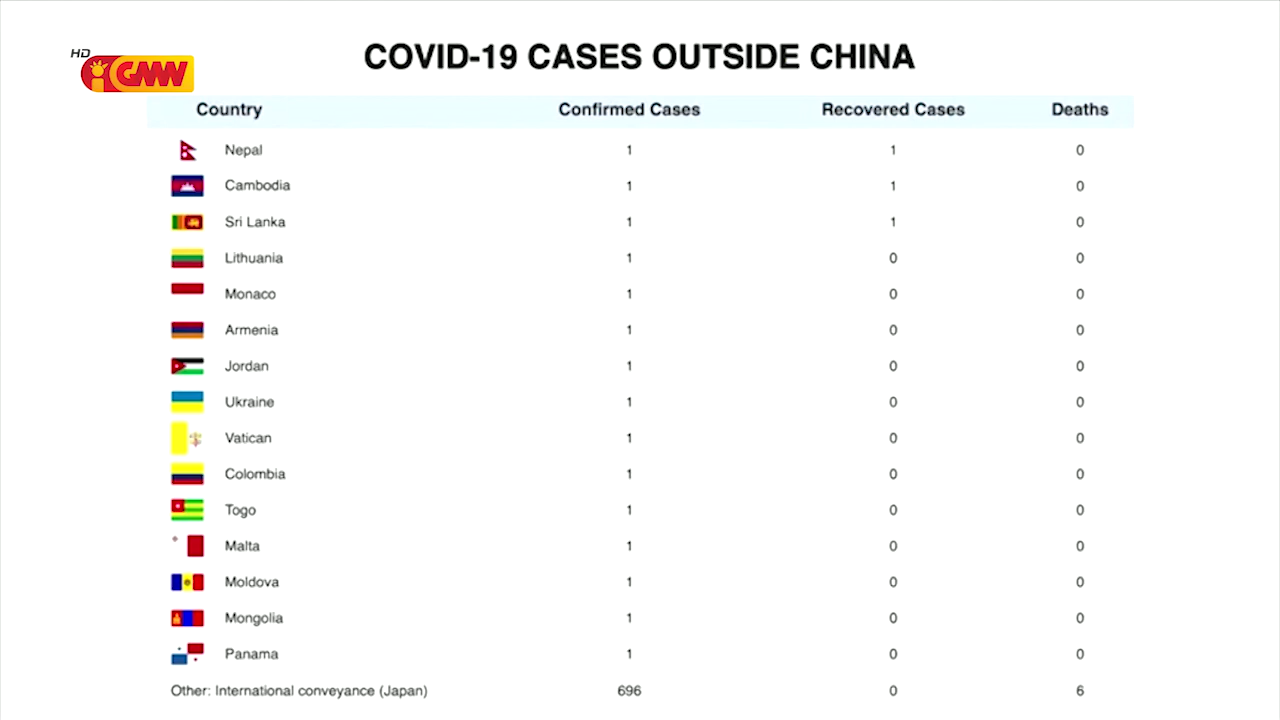 HD
iGMW
COVID-19 CASES OUTSIDE CHINA
Country Confirmed Cases Recovered Cases Deaths
Nepal 1 1 0
Cambodia 1 1 0
Sri Lanka 1 1 0
Lithuania 1 0 0
Monaco 1 0 0
Armenia 1 0 0
Jordan 1 0 0
Ukraine 1 0 0
Vatican 1 0 0
Colombia 1 0 0
Togo 1 0 0
Malta 1 0 0
Moldova 1 0 0
Mongolia 1 0 0
Panama 1 0 0
Other: International conveyance (Japan) 696 0 6